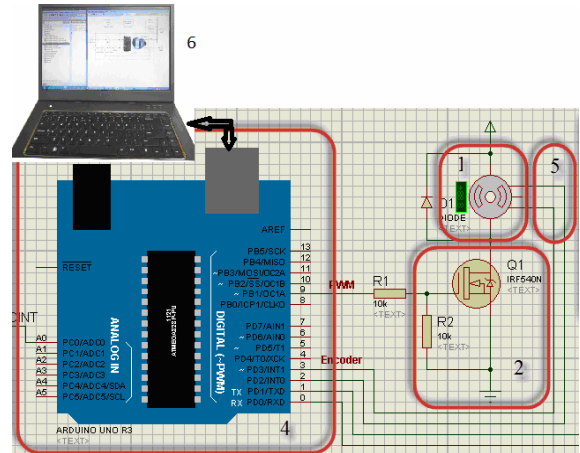 6
1
5
AREF
13
PB5/SCK
12
PB4/MISO
11
~PB3/MOSI/OC2A
10
~ PB2/SS/OC1B
9
~ PB1/OC1A
8
PB0/ICP1/CLKO
7
PD7/AIN1
6
~ PD6/AIN0
5
~ PD5/T1
4
PD4/T0/XCK
3
~ PD3/INT1
2
PD2/INT0
1
TX PD1/TXD
0
RX PD0/RXD
RESET
A0 PC0/ADC0
A1 PC1/ADC1
A2 PC2/ADC2
A3 PC3/ADC3
A4 PC4/ADC4/SDA
A5 PC5/ADC5/SCL
ANALOG IN
1121
DIGITAL (~PWM)
ARDUINO UNO R3
<TEXT>
4
PWM
Encoder
R1
10k
<TEXT>
R2
10k
<TEXT>
D1
DIODE
<TEXT>
Q1
IRF540N
<TEXT>
2